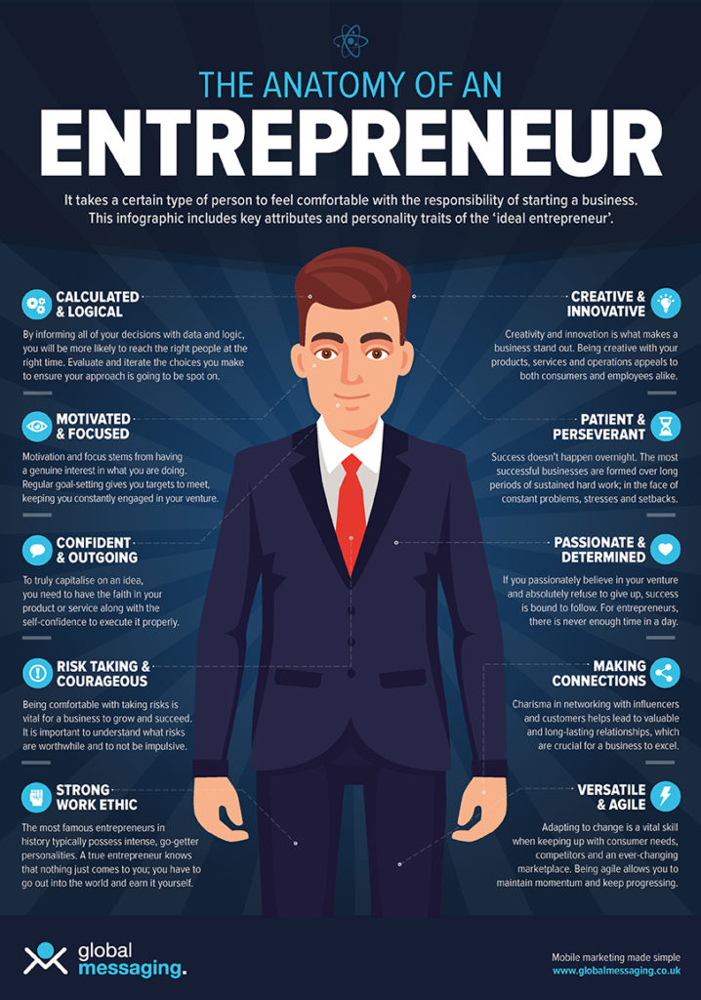 THE ANATOMY OF AN
ENTREPRENEUR
It takes a certain type of person to feel comfortable with the responsibility of starting a business.
This infographic includes key attributes and personality traits of the ‘ideal entrepreneur’.
CALCULATED
& LOGICAL
By informing all of your decisions with data and logic,
you will be more likely to reach the right people at the
right time. Evaluate and iterate the choices you make
to ensure your approach is going to be spot on.
MOTIVATED
& FOCUSED
Motivation and focus stems from having
a genuine interest in what you are doing.
Regular goal-setting gives you targets to meet,
keeping you constantly engaged in your venture.
CONFIDENT
& OUTGOING
To truly capitalise on an idea,
you need to have the faith in your
product or service along with the
self-confidence to execute it properly.
RISK TAKING &
COURAGEOUS
Being comfortable with taking risks is
vital for a business to grow and succeed.
It is important to understand what risks
are worthwhile and to not be impulsive.
STRONG
WORK ETHIC
The most famous entrepreneurs in
history typically possess intense, go-getter
personalities. A true entrepreneur knows
that nothing just comes to you; you have to
go out into the world and earn it yourself.
CREATIVE &
INNOVATIVE
Creativity and innovation is what makes a
business stand out. Being creative with your
products, services and operations appeals to
both consumers and employees alike.
PATIENT &
PERSEVERANT
Success doesn’t happen overnight. The most
successful businesses are formed over long
periods of sustained hard work; in the face of
constant problems, stresses and setbacks.
PASSIONATE &
DETERMINED
If you passionately believe in your venture
and absolutely refuse to give up, success
is bound to follow. For entrepreneurs,
there is never enough time in a day.
MAKING
CONNECTIONS
Charisma in networking with influencers
and customers helps lead to valuable
and long-lasting relationships, which
are crucial for a business to excel.
VERSATILE
& AGILE
Adapting to change is a vital skill
when keeping up with consumer needs,
competitors and an ever-changing
marketplace. Being agile allows you to
maintain momentum and keep progressing.
global
messaging.
Mobile marketing made simple
www.globalmessaging.co.uk